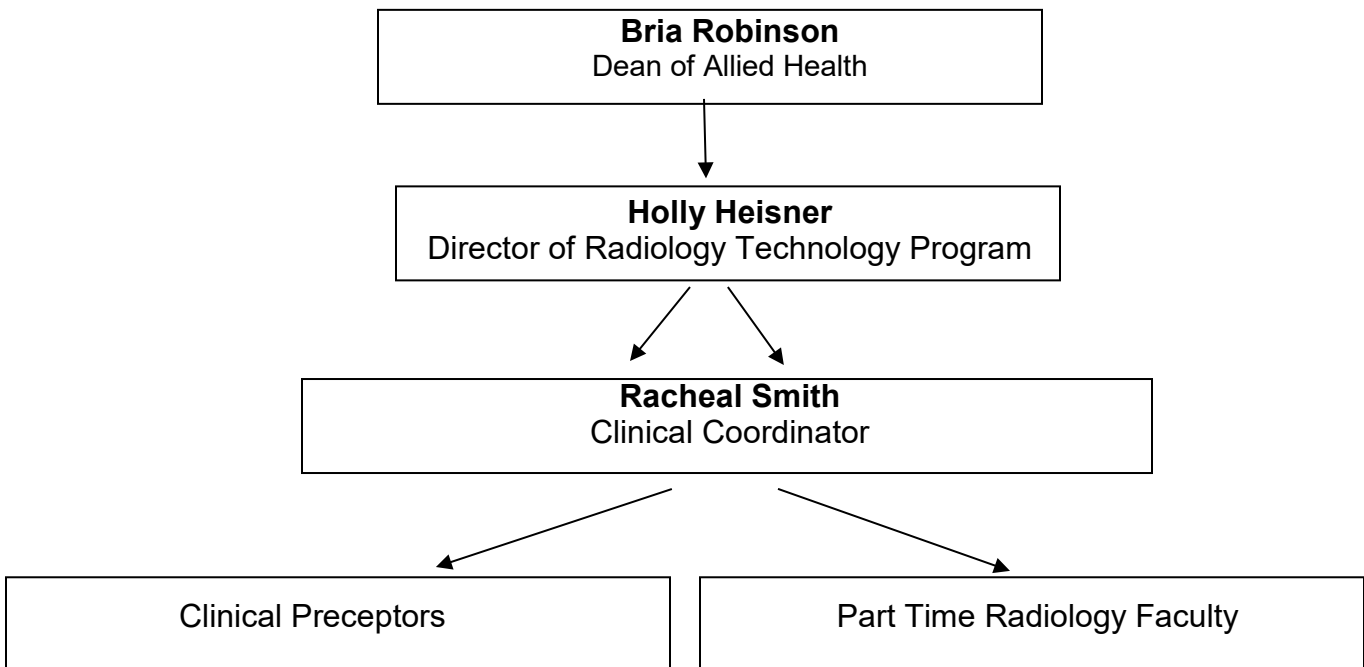 Bria Robinson
Dean of Allied Health
Holly Heisner
Director of Radiology Technology Program
Racheal Smith
Clinical Coordinator
Clinical Preceptors
Part Time Radiology Faculty